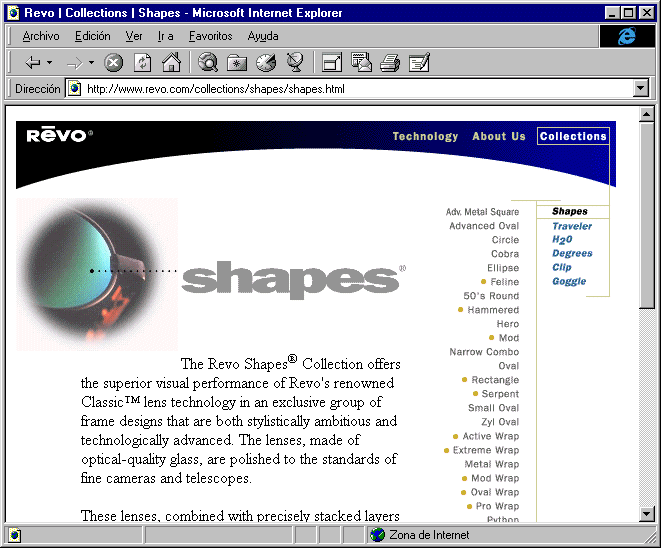 Revo | Collections | Shapes - Microsoft Internet Explorer
Archivo Edición Ver Ir a Favoritos Ayuda
Dirección http://www.revo.com/collections/shapes/shapes.html
RēVO® Technology About Us Collections
Adv. Metal Square
Advanced Oval
Circle
Cobra
Ellipse
Feline
50's Round
Hammered
Hero
Mod
Narrow Combo
Oval
Rectangle
Serpent
Small Oval
Zyl Oval
Active Wrap
Extreme Wrap
Metal Wrap
Mod Wrap
Oval Wrap
Pro Wrap
Python
Shapes
Traveler
H2O
Degrees
Clip
Goggle
shapes®
The Revo Shapes® Collection offers
the superior visual performance of Revo's renowned
Classic™ lens technology in an exclusive group of
frame designs that are both stylistically ambitious and
technologically advanced. The lenses, made of
optical-quality glass, are polished to the standards of
fine cameras and telescopes.
These lenses, combined with precisely stacked layers
Zona de Internet